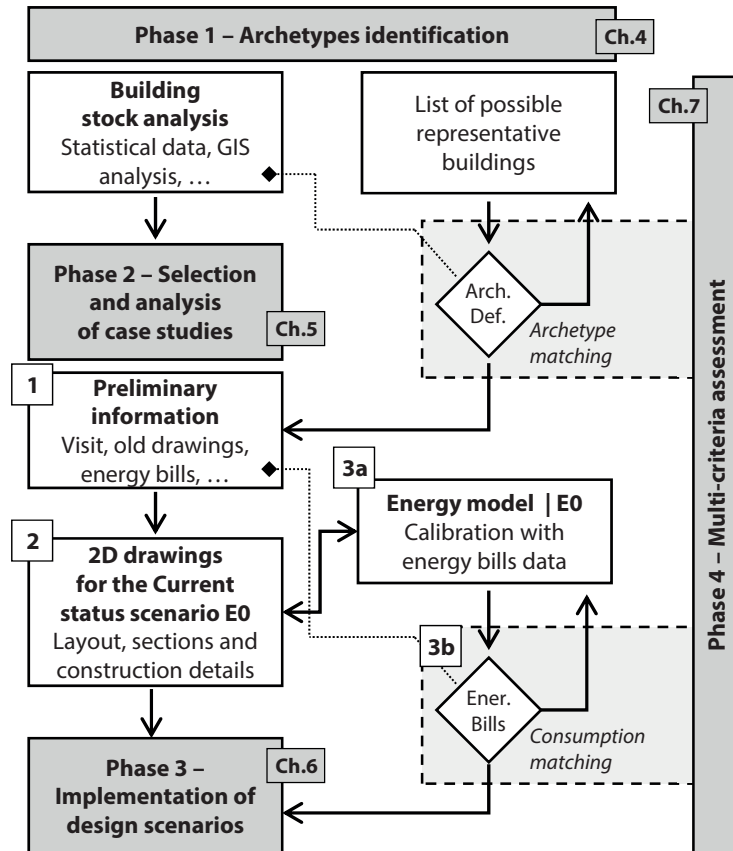 Phase 1 – Archetypes identification
Ch.4
Building
stock analysis
Statistical data, GIS
analysis, …
List of possible
representative
buildings
Ch.7
Phase 2 – Selection
and analysis
of case studies
Ch.5
Arch.
Def.
Archetype
matching
1
Preliminary
information
Visit, old drawings,
energy bills, …
3a
Energy model | E0
Calibration with
energy bills data
2
2D drawings
for the Current
status scenario E0
Layout, sections and
construction details
3b
Ener.
Bills
Consumption
matching
Phase 3 –
Implementation of
design scenarios
Ch.6
Phase 4 – Multi-criteria assessment